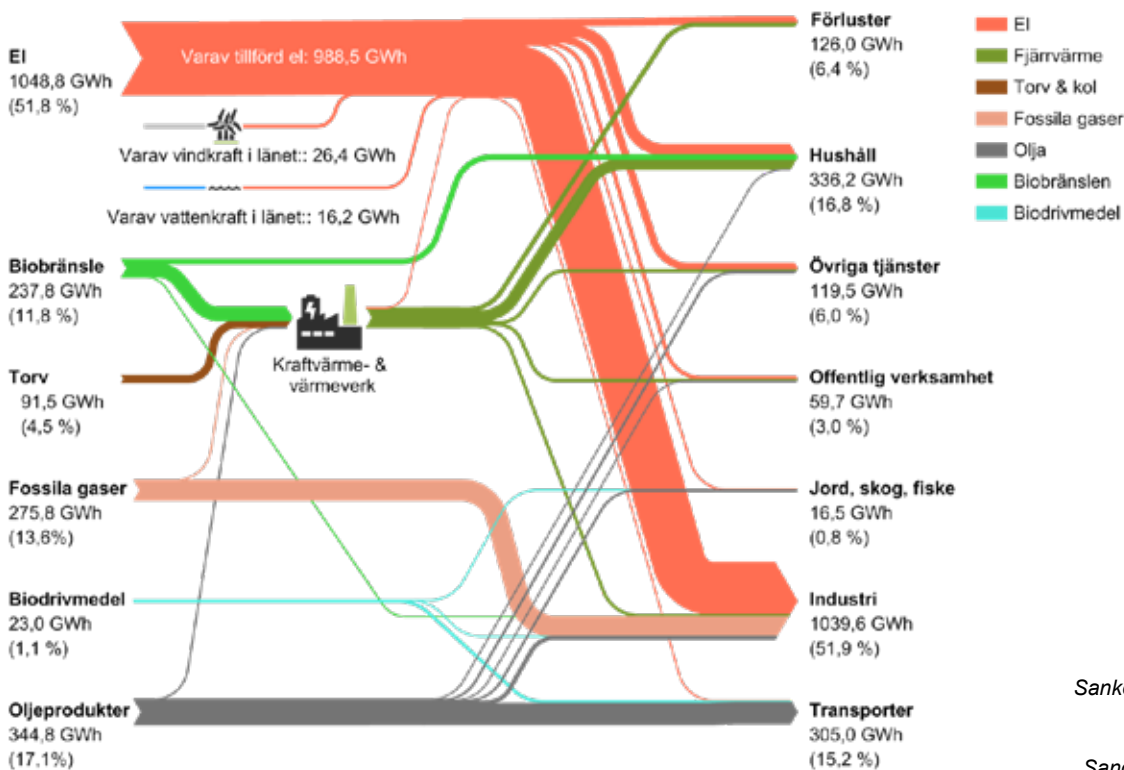 El
1048,8 GWh
(51,8 %)
Varav tillförd el: 988,5 GWh
Varav vindkraft i länet:: 26,4 GWh
Varav vattenkraft i länet:: 16,2 GWh
Biobränsle
237,8 GWh
(11,8 %)
Torv
91,5 GWh
(4,5 %)
Fossila gaser
275,8 GWh
(13,6%)
Biodrivmedel
23,0 GWh
(1,1 %)
Oljeprodukter
344,8 GWh
(17.1%)
Kraftvärme- &
värmeverk
Förluster
126,0 GWh
(6,4 %)
Hushåll
336,2 GWh
(16,8 %)
Övriga tjänster
119,5 GWh
(6,0 %)
Offentlig verksamhet
59,7 GWh
(3,0 %)
Jord, skog, fiske
16,5 GWh
(0,8 %)
Industri
1039,6 GWh
(51,9 %)
Transporter
305,0 GWh
(15,2 %)
El
Fjärrvärme
Torv & kol
Fossila gaser
Olja
Biobränslen
Biodrivmedel